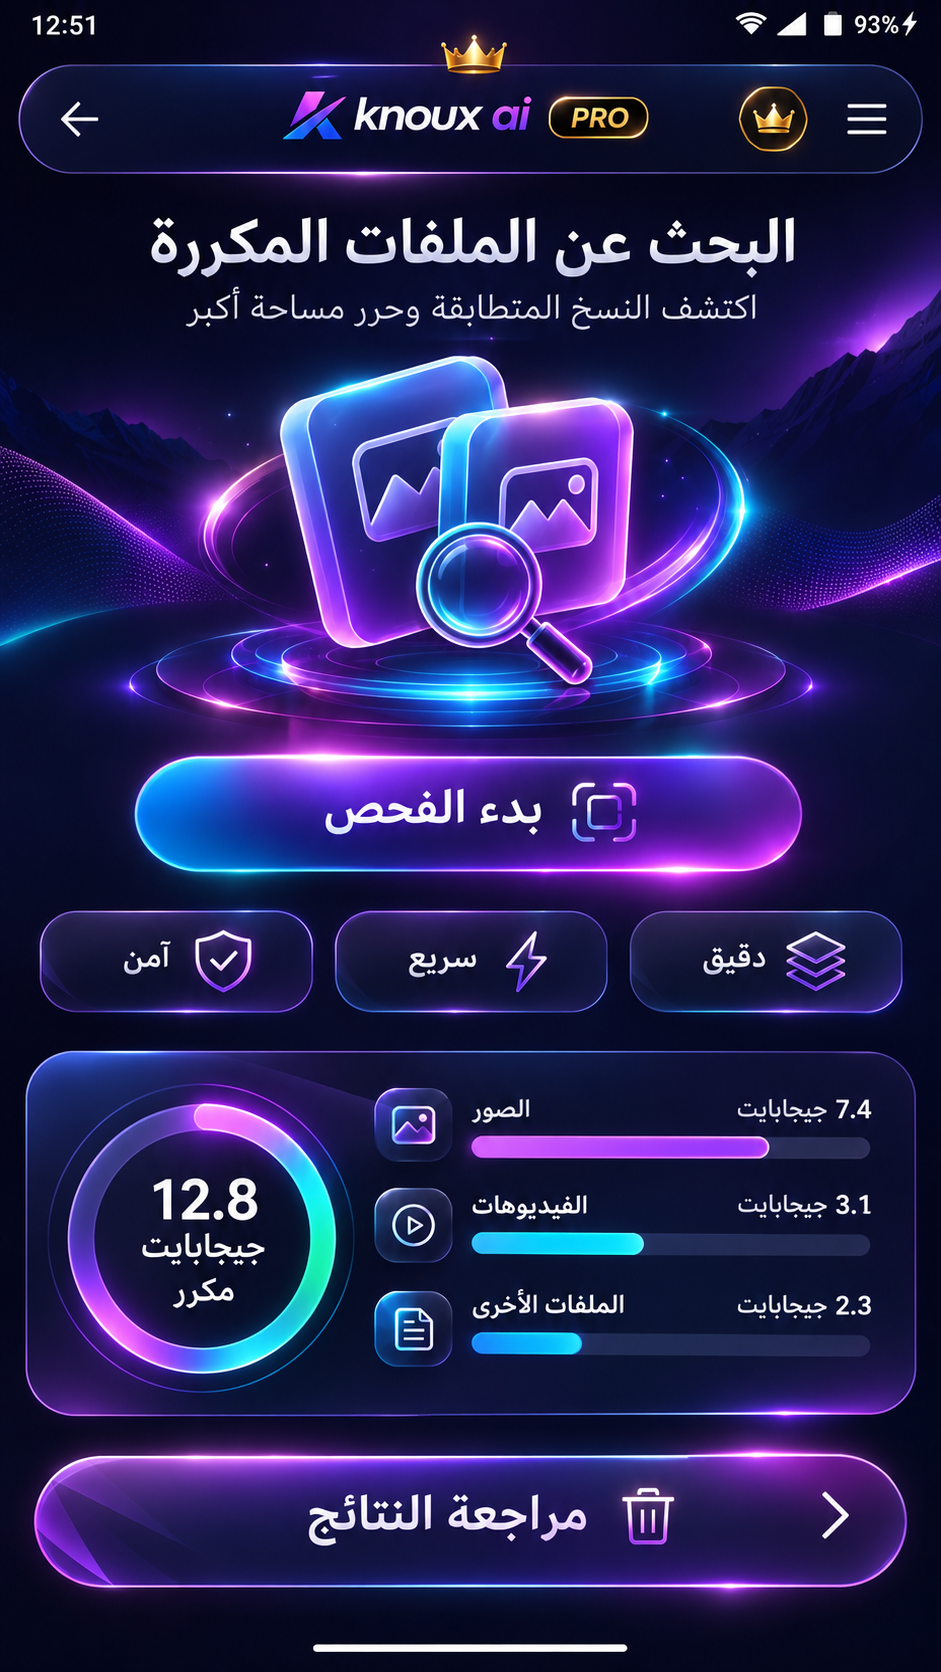 12:51
93%
knoux ai PRO
البحث عن الملفات المكررة
اكتشف النسخ المتطابقة وحرر مساحة أكبر
بدء الفحص
دقيق
سريع
آمن
12.8
جيجابايت
مكرر
الصور
7.4 جيجابايت
الفيديوهات
3.1 جيجابايت
الملفات الأخرى
2.3 جيجابايت
مراجعة النتائج